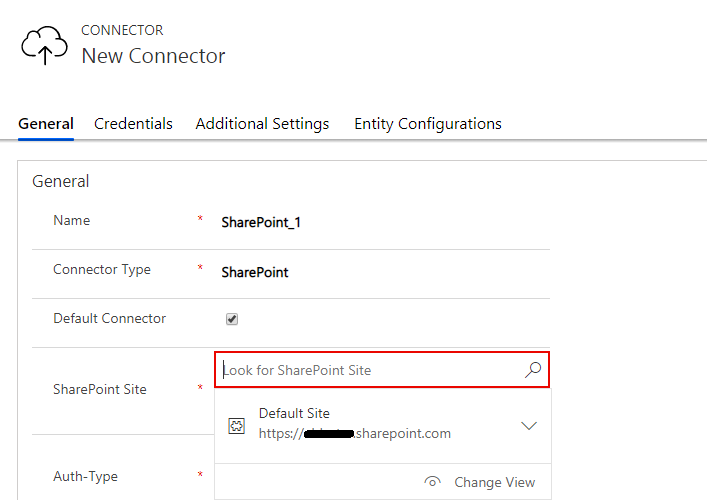 CONNECTOR
New Connector
General Credentials Additional Settings Entity Configurations
General
Name * SharePoint_1
Connector Type * SharePoint
Default Connector
Look for SharePoint Site
SharePoint Site *
Default Site
https:// .sharepoint.com
Auth-Type *
Change View